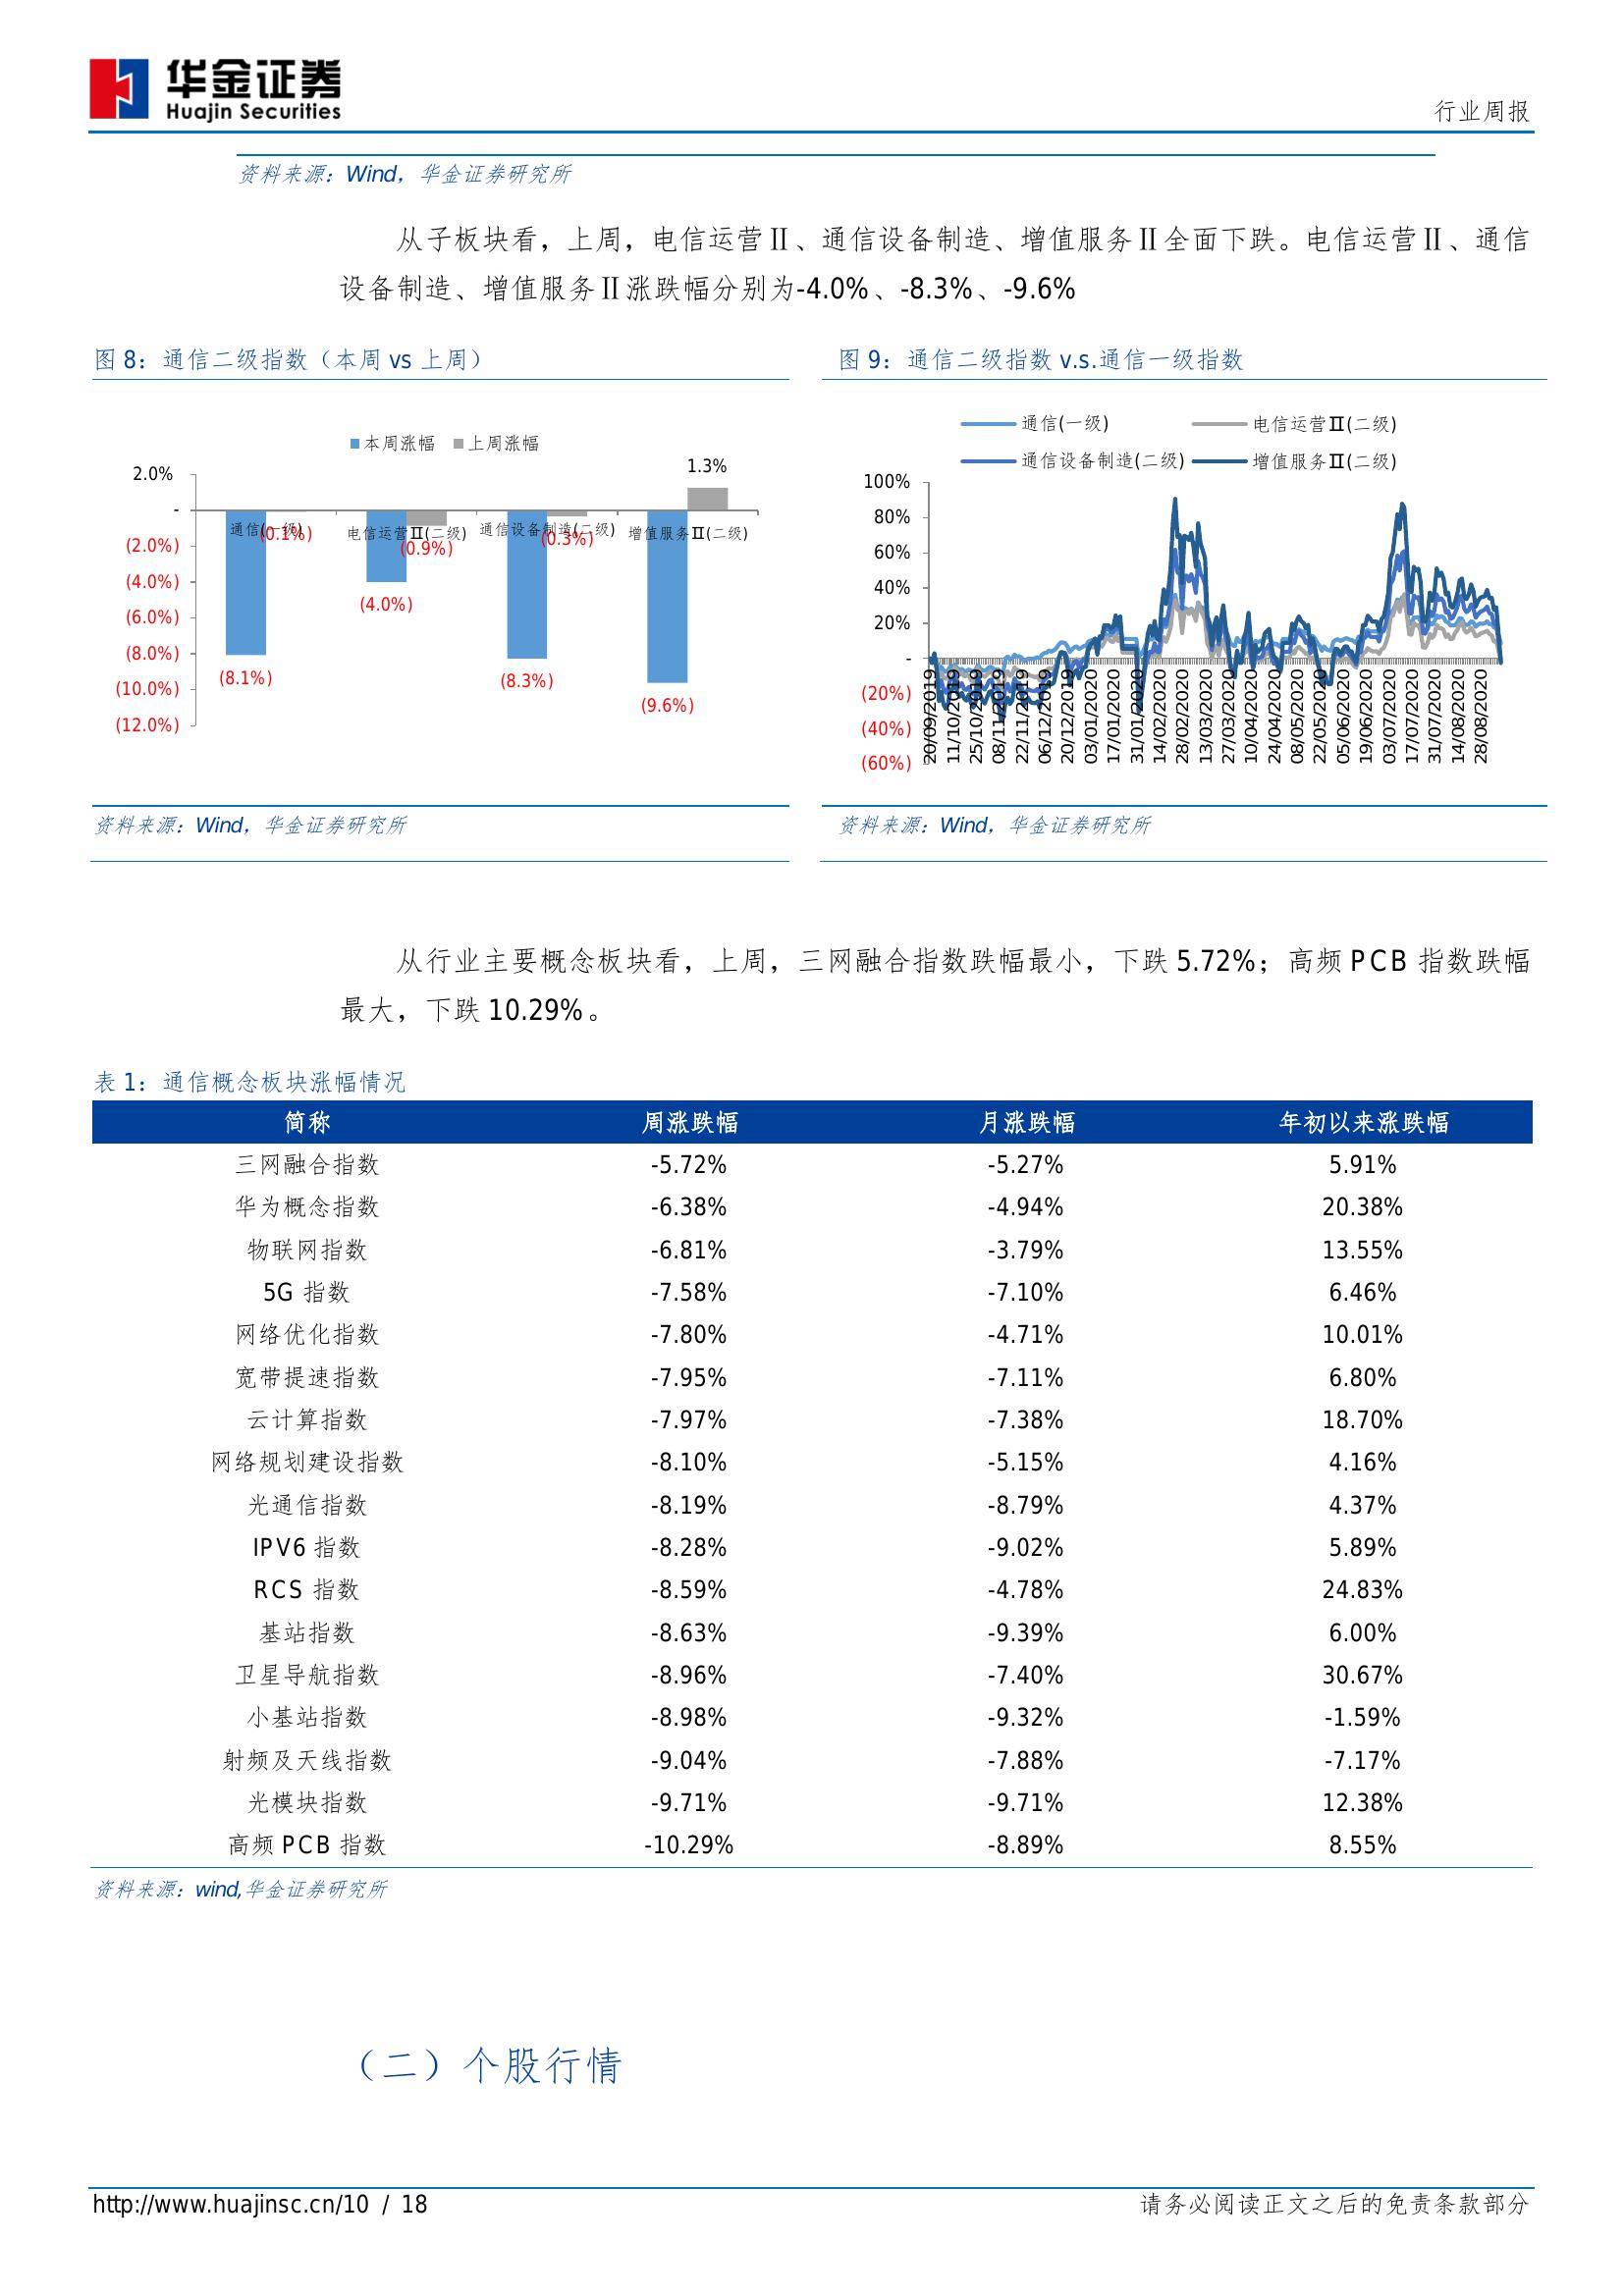 华金证券
Huajin Securities
行业周报
资料来源：Wind，华金证券研究所
从子板块看，上周，电信运营Ⅱ、通信设备制造、增值服务Ⅱ全面下跌。电信运营Ⅱ、通信
设备制造、增值服务Ⅱ涨跌幅分别为-4.0%、-8.3%、-9.6%
图 8：通信二级指数（本周 vs 上周）
本周涨幅 上周涨幅
1.3%
2.0%
-
(2.0%)
(4.0%)
(6.0%)
(8.0%)
(10.0%)
(12.0%)
通信(一级) 电信运营Ⅱ(二级) 通信设备制造(二级) 增值服务Ⅱ(二级)
(0.1%) (0.9%) (0.3%)
(8.1%) (4.0%) (8.3%) (9.6%)
资料来源：Wind，华金证券研究所
图 9：通信二级指数 v.s.通信一级指数
通信(一级) 电信运营Ⅱ(二级)
通信设备制造(二级) 增值服务Ⅱ(二级)
100%
80%
60%
40%
20%
-
(20%)
(40%)
(60%)
20/09/2019 11/10/2019 25/10/2019 08/11/2019 22/11/2019 06/12/2019 20/12/2019 03/01/2020 17/01/2020 31/01/2020 14/02/2020 28/02/2020 13/03/2020 27/03/2020 10/04/2020 24/04/2020 08/05/2020 22/05/2020 05/06/2020 19/06/2020 03/07/2020 17/07/2020 31/07/2020 14/08/2020 28/08/2020
资料来源：Wind，华金证券研究所
从行业主要概念板块看，上周，三网融合指数跌幅最小，下跌 5.72%；高频 PCB 指数跌幅
最大，下跌 10.29%。
表 1：通信概念板块涨幅情况
简称 周涨跌幅 月涨跌幅 年初以来涨跌幅
三网融合指数 -5.72% -5.27% 5.91%
华为概念指数 -6.38% -4.94% 20.38%
物联网指数 -6.81% -3.79% 13.55%
5G 指数 -7.58% -7.10% 6.46%
网络优化指数 -7.80% -4.71% 10.01%
宽带提速指数 -7.95% -7.11% 6.80%
云计算指数 -7.97% -7.38% 18.70%
网络规划建设指数 -8.10% -5.15% 4.16%
光通信指数 -8.19% -8.79% 4.37%
IPV6 指数 -8.28% -9.02% 5.89%
RCS 指数 -8.59% -4.78% 24.83%
基站指数 -8.63% -9.39% 6.00%
卫星导航指数 -8.96% -7.40% 30.67%
小基站指数 -8.98% -9.32% -1.59%
射频及天线指数 -9.04% -7.88% -7.17%
光模块指数 -9.71% -9.71% 12.38%
高频 PCB 指数 -10.29% -8.89% 8.55%
资料来源：wind,华金证券研究所
（二）个股行情
http://www.huajinsc.cn/10 / 18
请务必阅读正文之后的免责条款部分